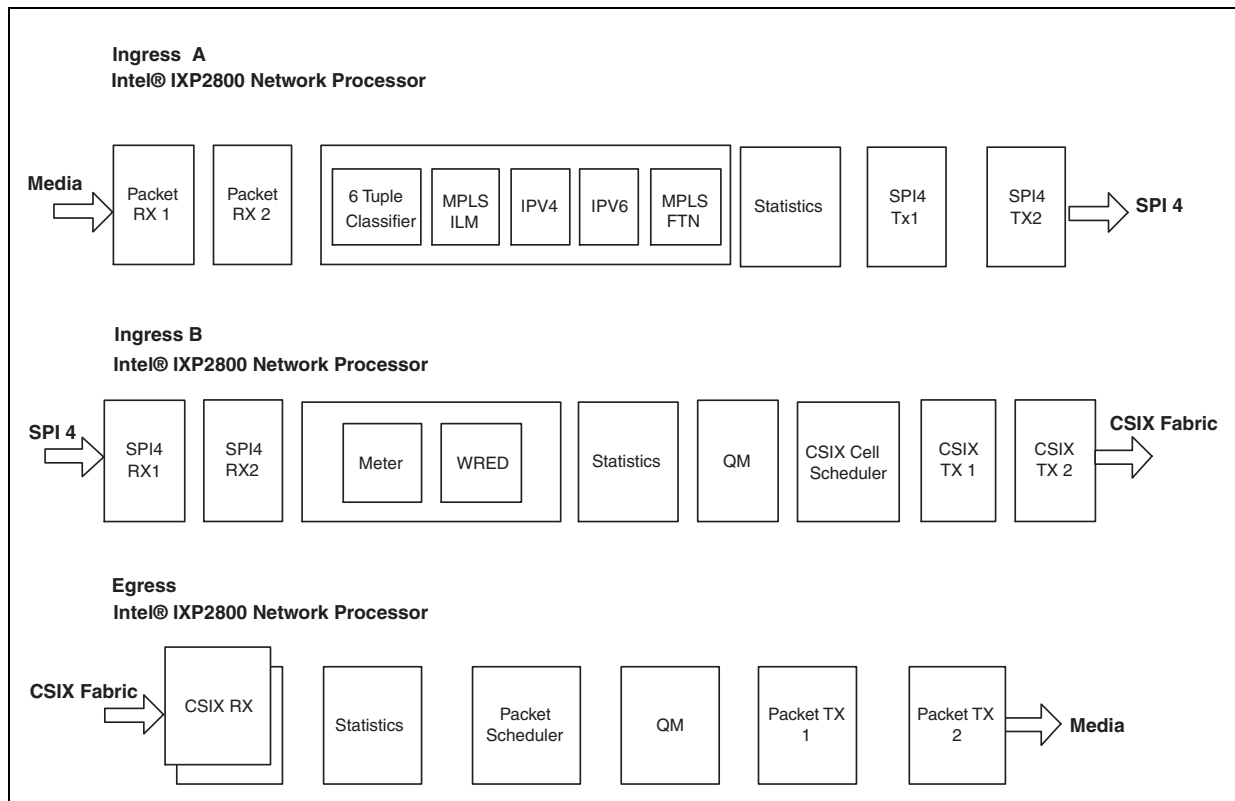 Ingress A
Intel® IXP2800 Network Processor
Media
Packet
RX 1
Packet
RX 2
6 Tuple
Classifier
MPLS
ILM
IPV4
IPV6
MPLS
FTN
Statistics
SPI4
Tx1
SPI4
TX2
SPI 4
Ingress B
Intel® IXP2800 Network Processor
SPI 4
SPI4
RX1
SPI4
RX2
Meter
WRED
Statistics
QM
CSIX Cell
Scheduler
CSIX
TX 1
CSIX
TX 2
CSIX Fabric
Egress
Intel® IXP2800 Network Processor
CSIX Fabric
CSIX RX
Statistics
Packet
Scheduler
QM
Packet TX
1
Packet TX
2
Media